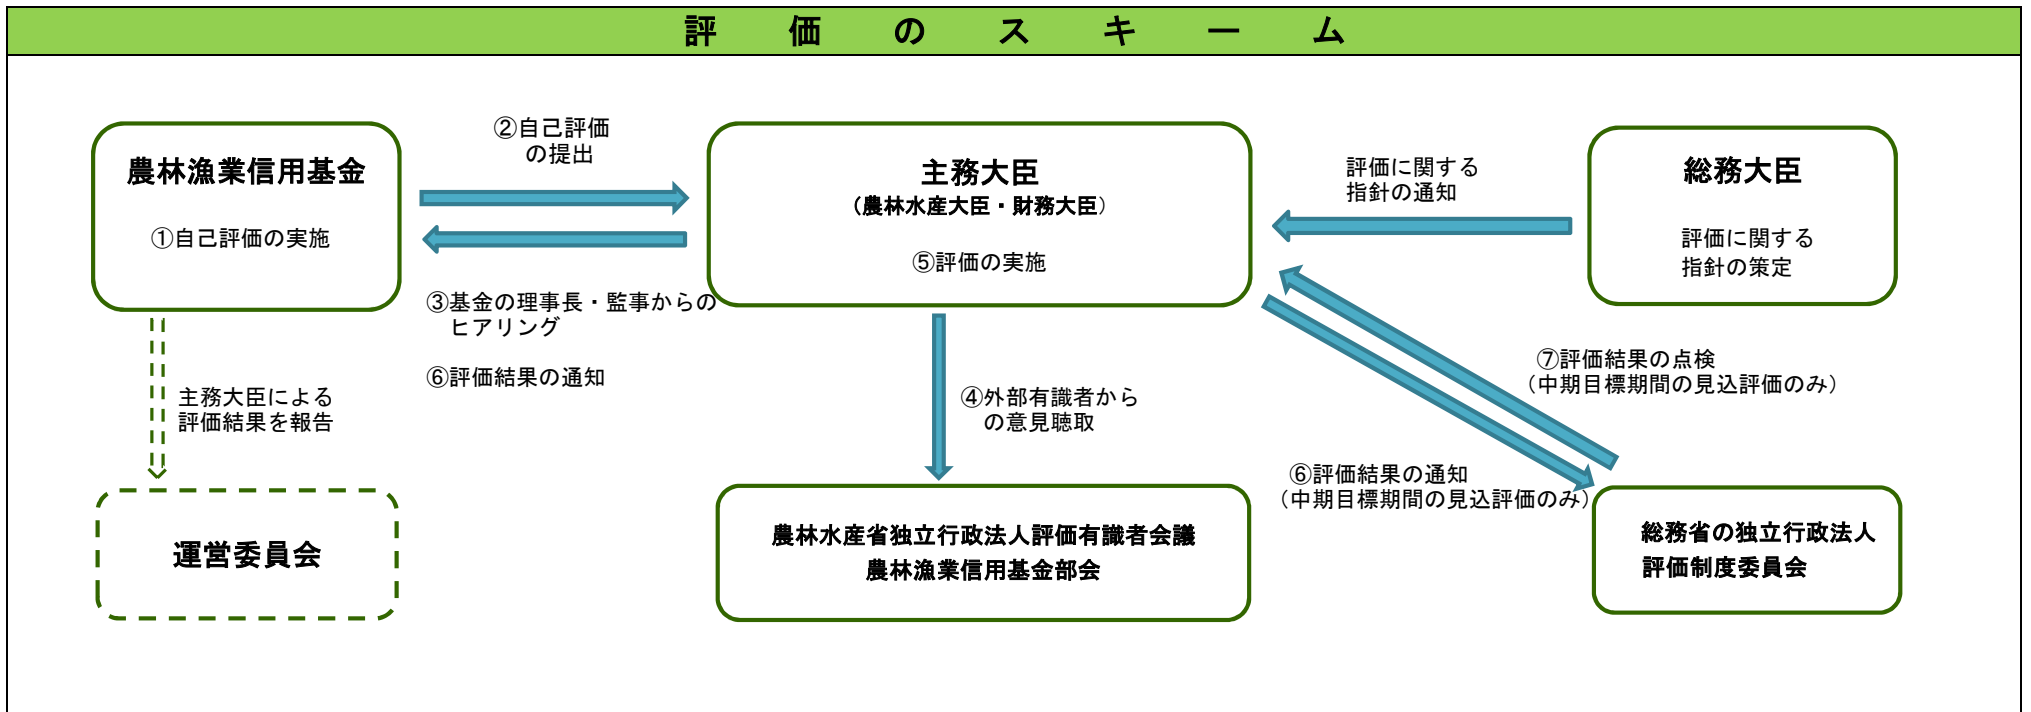 評価のスキーム
農林漁業信用基金
①自己評価の実施
②自己評価
の提出
③基金の理事長・監事からの
ヒアリング
⑥評価結果の通知
主務大臣
（農林水産大臣・財務大臣）
⑤評価の実施
評価に関する
指針の通知
総務大臣
評価に関する
指針の策定
主務大臣による
評価結果を報告
④外部有識者から
の意見聴取
⑦評価結果の点検
（中期目標期間の見込評価のみ）
⑥評価結果の通知
（中期目標期間の見込評価のみ）
運営委員会
農林水産省独立行政法人評価有識者会議
農林漁業信用基金部会
総務省の独立行政法人
評価制度委員会